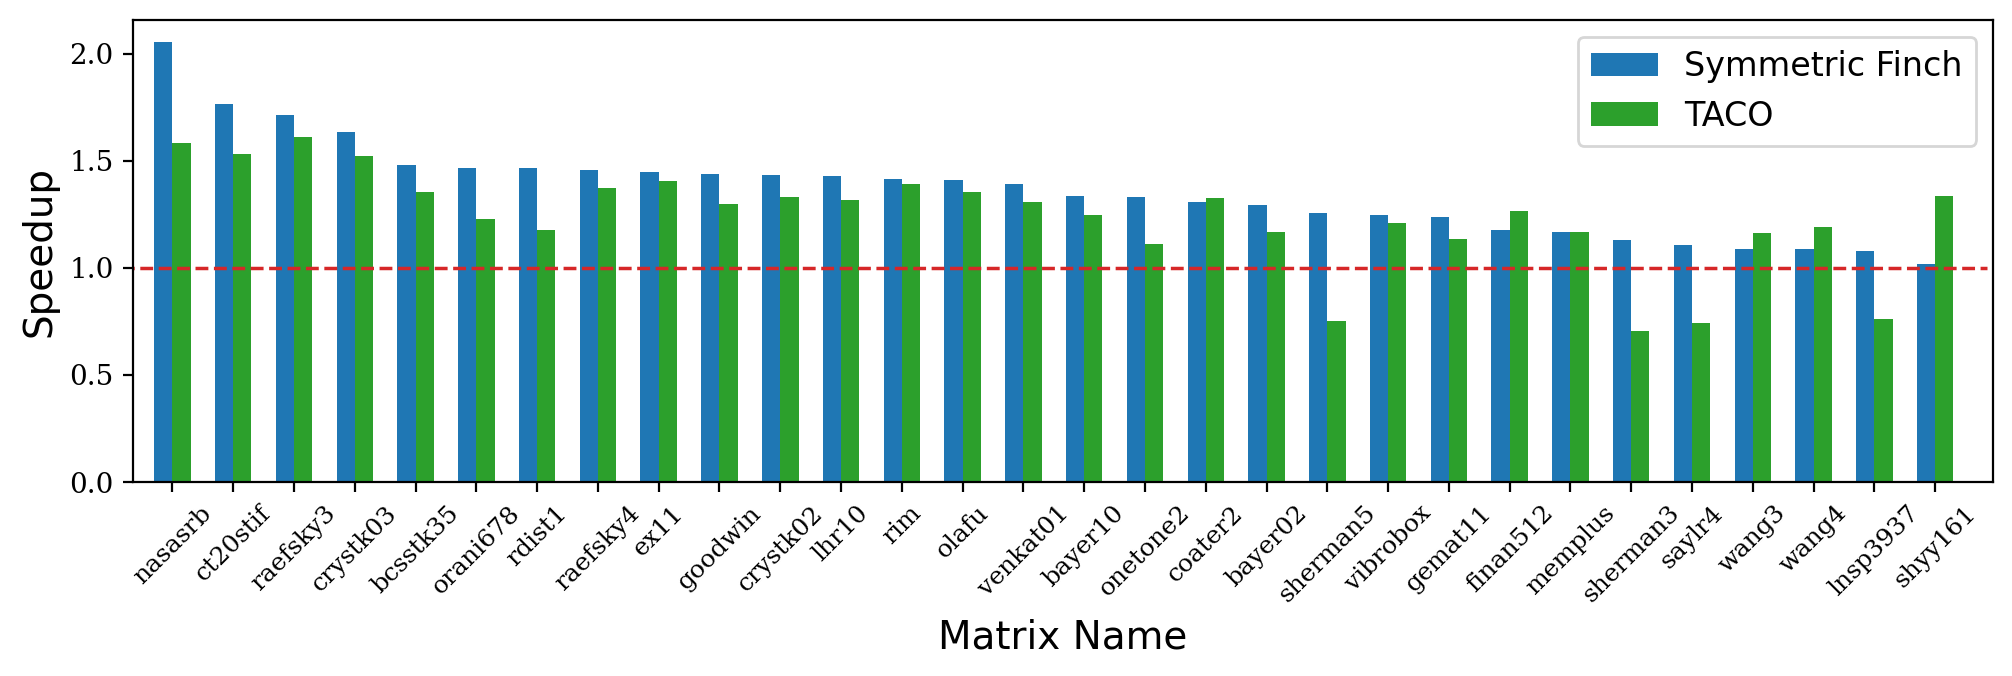 Speedup
2.0
1.5
1.0
0.5
0.0
Symmetric Finch
TACO
nasasrb
ct20stif
raefsky3
crystk03
bcsstk35
orani678
rdist1
raefsky4
ex11
goodwin
crystk02
lhr10
rim
olafu
venkat01
bayer10
onetone2
coater2
bayer02
sherman5
vibrobox
gemat11
finan512
memplus
sherman3
saylr4
wang3
wang4
lnsp3937
shyy161
Matrix Name